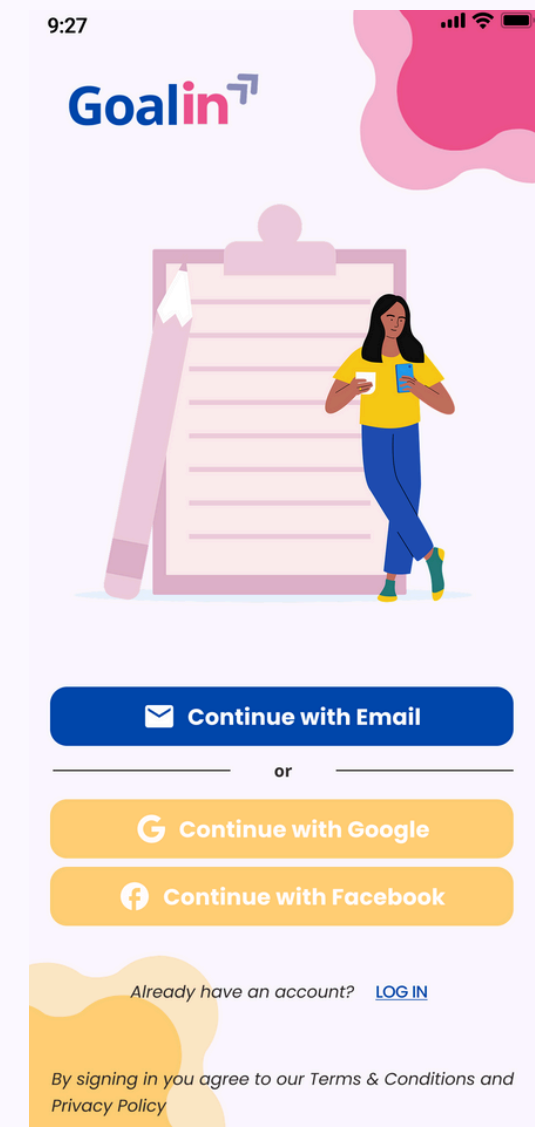 9:27
Goalin
Continue with Email
or
Continue with Google
Continue with Facebook
Already have an account? LOG IN
By signing in you agree to our Terms & Conditions and
Privacy Policy